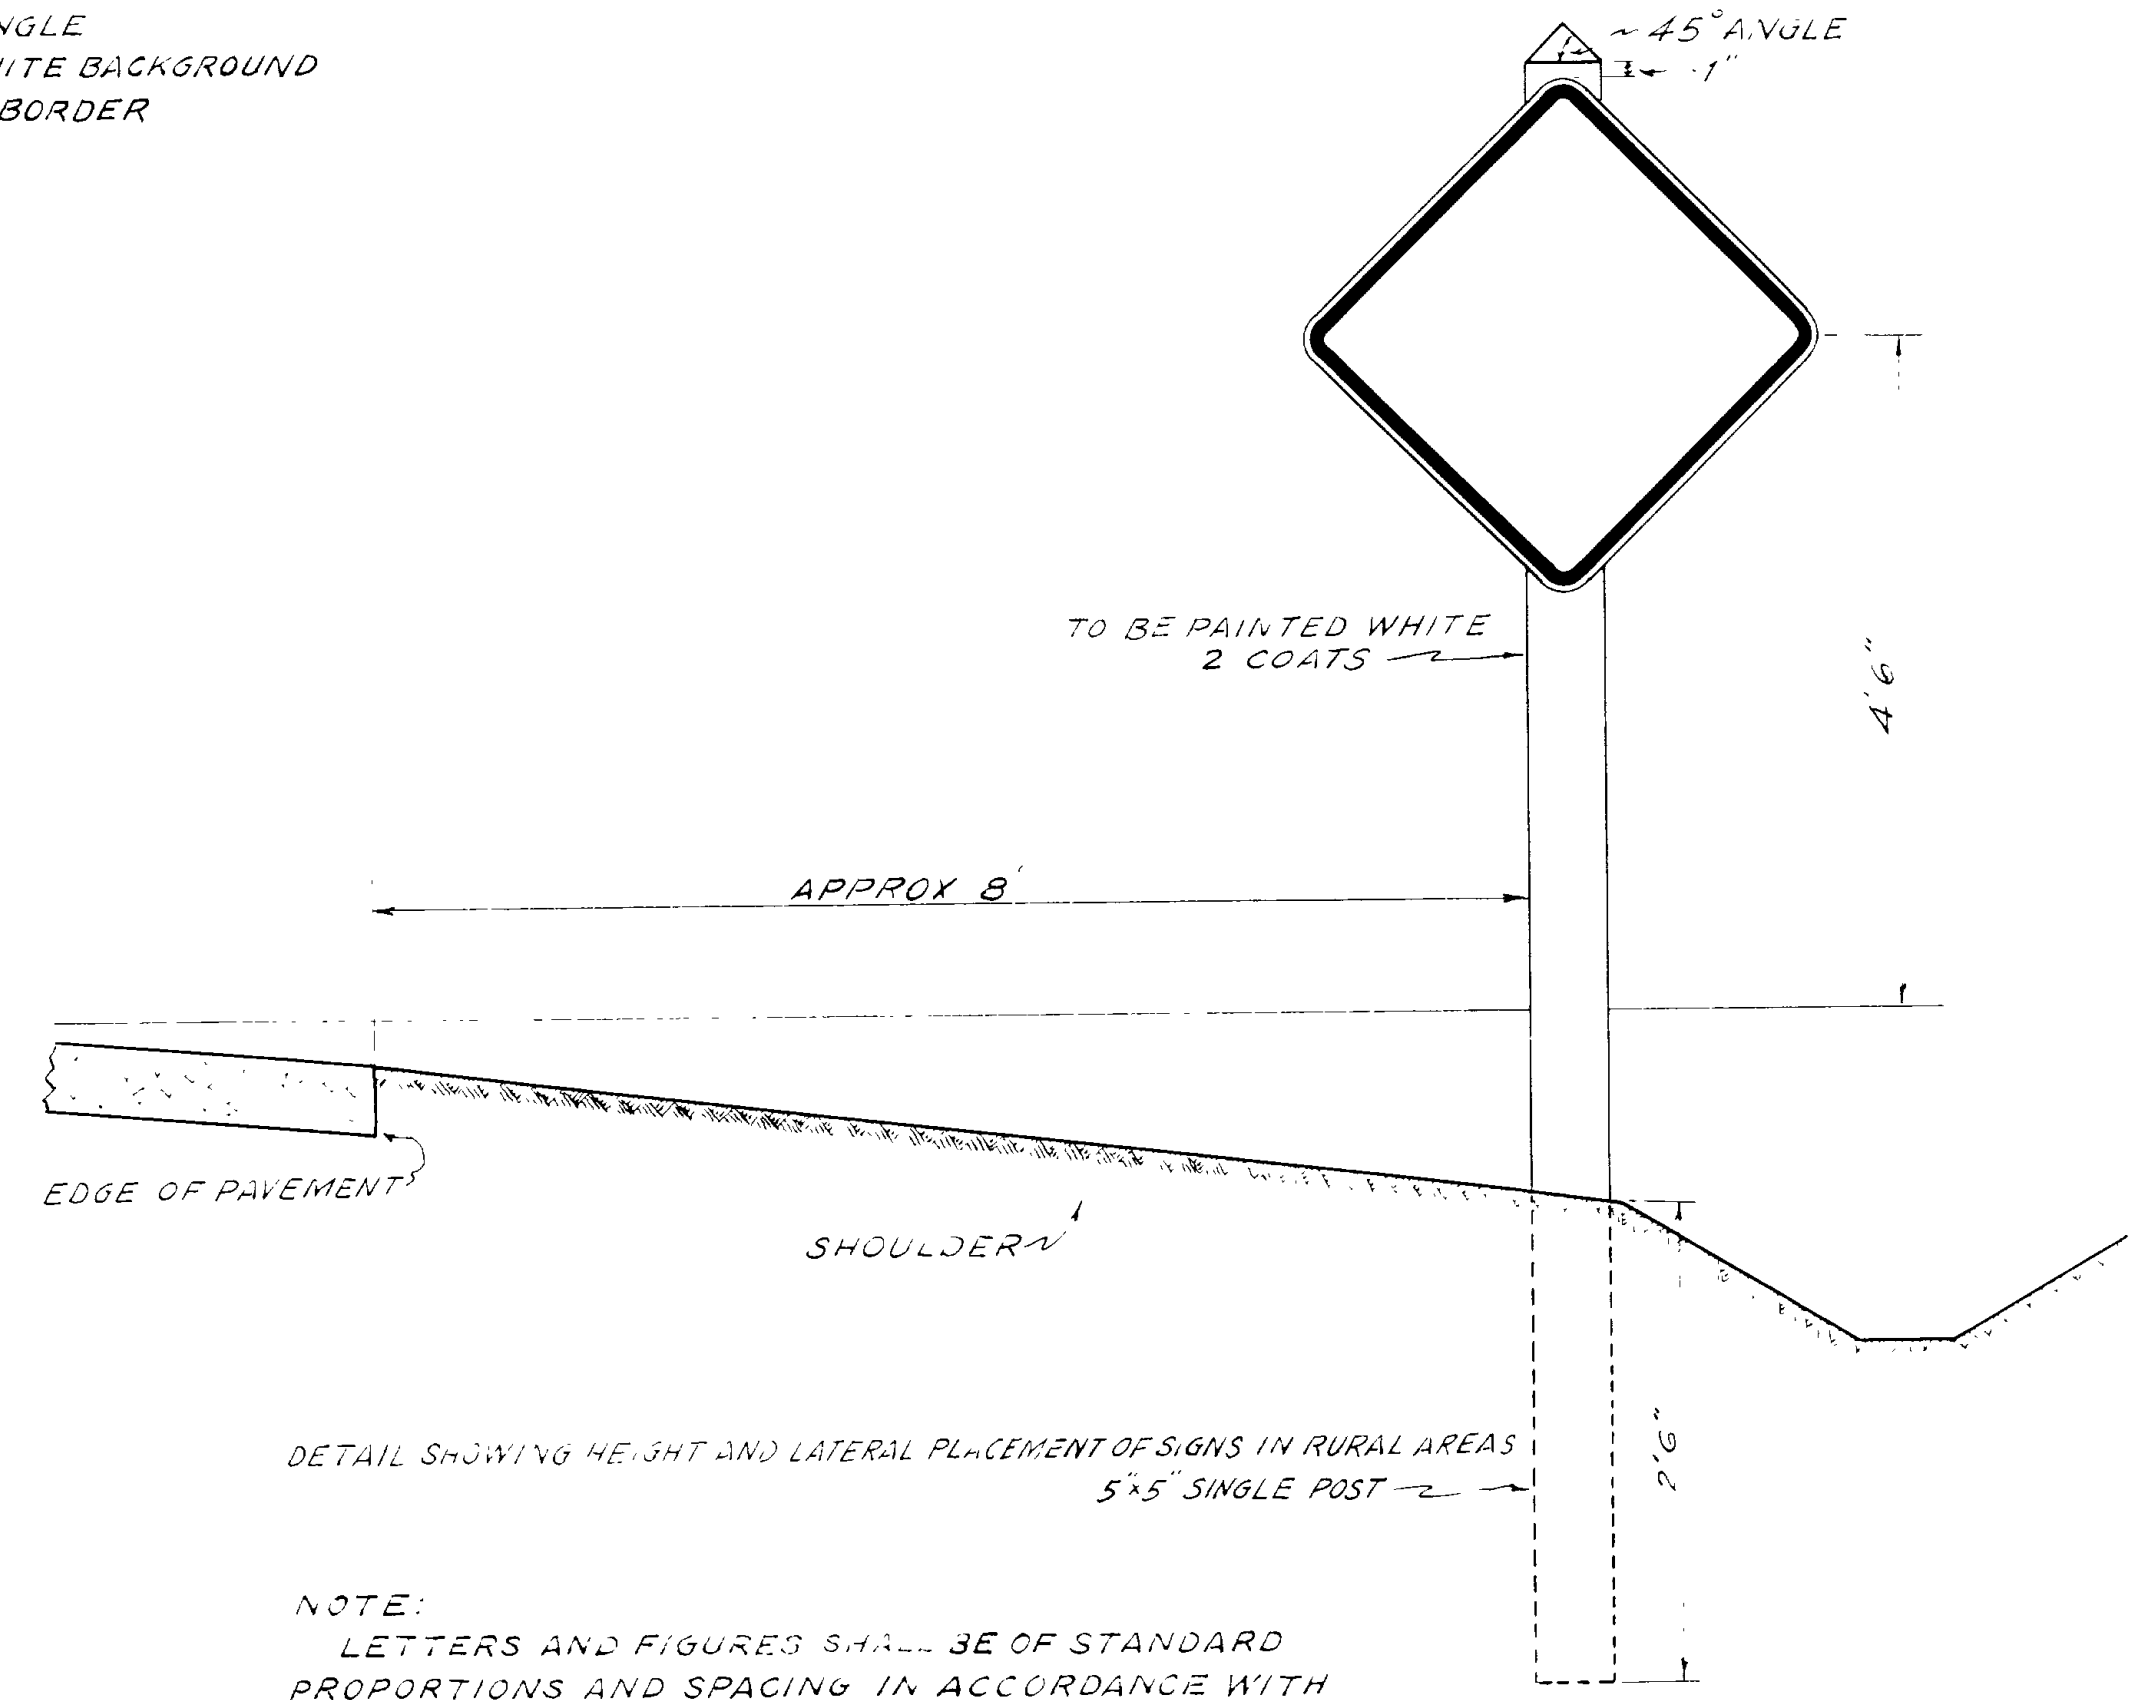 NGLE
ITE BACKGROUND
BORDER
45° ANGLE
1"
TO BE PAINTED WHITE
2 COATS
4'6"
APPROX 8'
EDGE OF PAVEMENT
SHOULDER
DETAIL SHOWING HEIGHT AND LATERAL PLACEMENT OF SIGNS IN RURAL AREAS
5"x5" SINGLE POST
2'6"
NOTE:
LETTERS AND FIGURES SHALL BE OF STANDARD
PROPORTIONS AND SPACING IN ACCORDANCE WITH